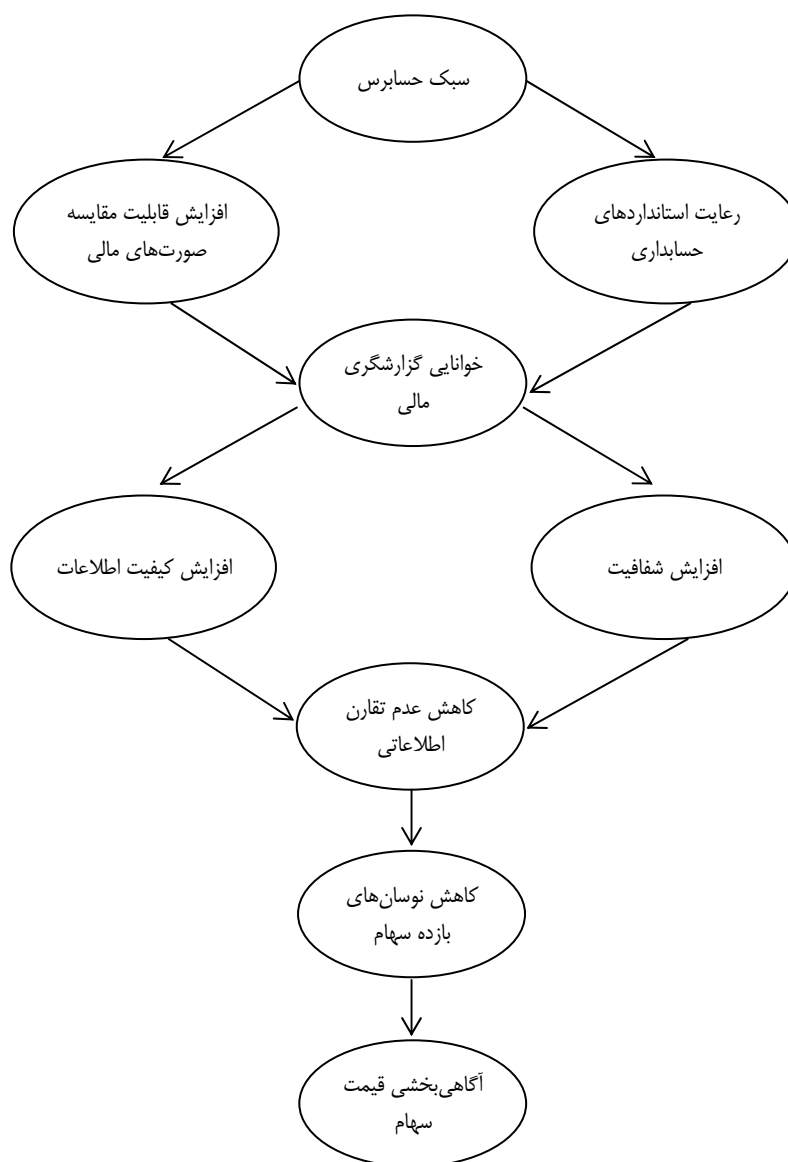 سبک حسابرس
رعایت استانداردهای
حسابداری
افزایش قابلیت مقایسه
صورت‌های مالی
خوانایی گزارشگری
مالی
افزایش شفافیت
افزایش کیفیت اطلاعات
کاهش عدم تقارن
اطلاعاتی
کاهش نوسان‌های
بازده سهام
آگاهی‌بخشی قیمت
سهام